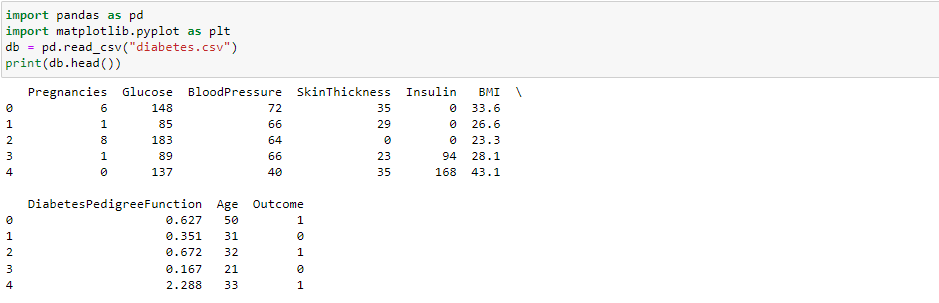 import pandas as pd
import matplotlib.pyplot as plt
db = pd.read_csv("diabetes.csv")
print(db.head())
   Pregnancies  Glucose  BloodPressure  SkinThickness  Insulin   BMI  \
0            6      148             72             35        0  33.6
1            1       85             66             29        0  26.6
2            8      183             64              0        0  23.3
3            1       89             66             23       94  28.1
4            0      137             40             35      168  43.1
   DiabetesPedigreeFunction  Age  Outcome
0                     0.627   50        1
1                     0.351   31        0
2                     0.672   32        1
3                     0.167   21        0
4                     2.288   33        1